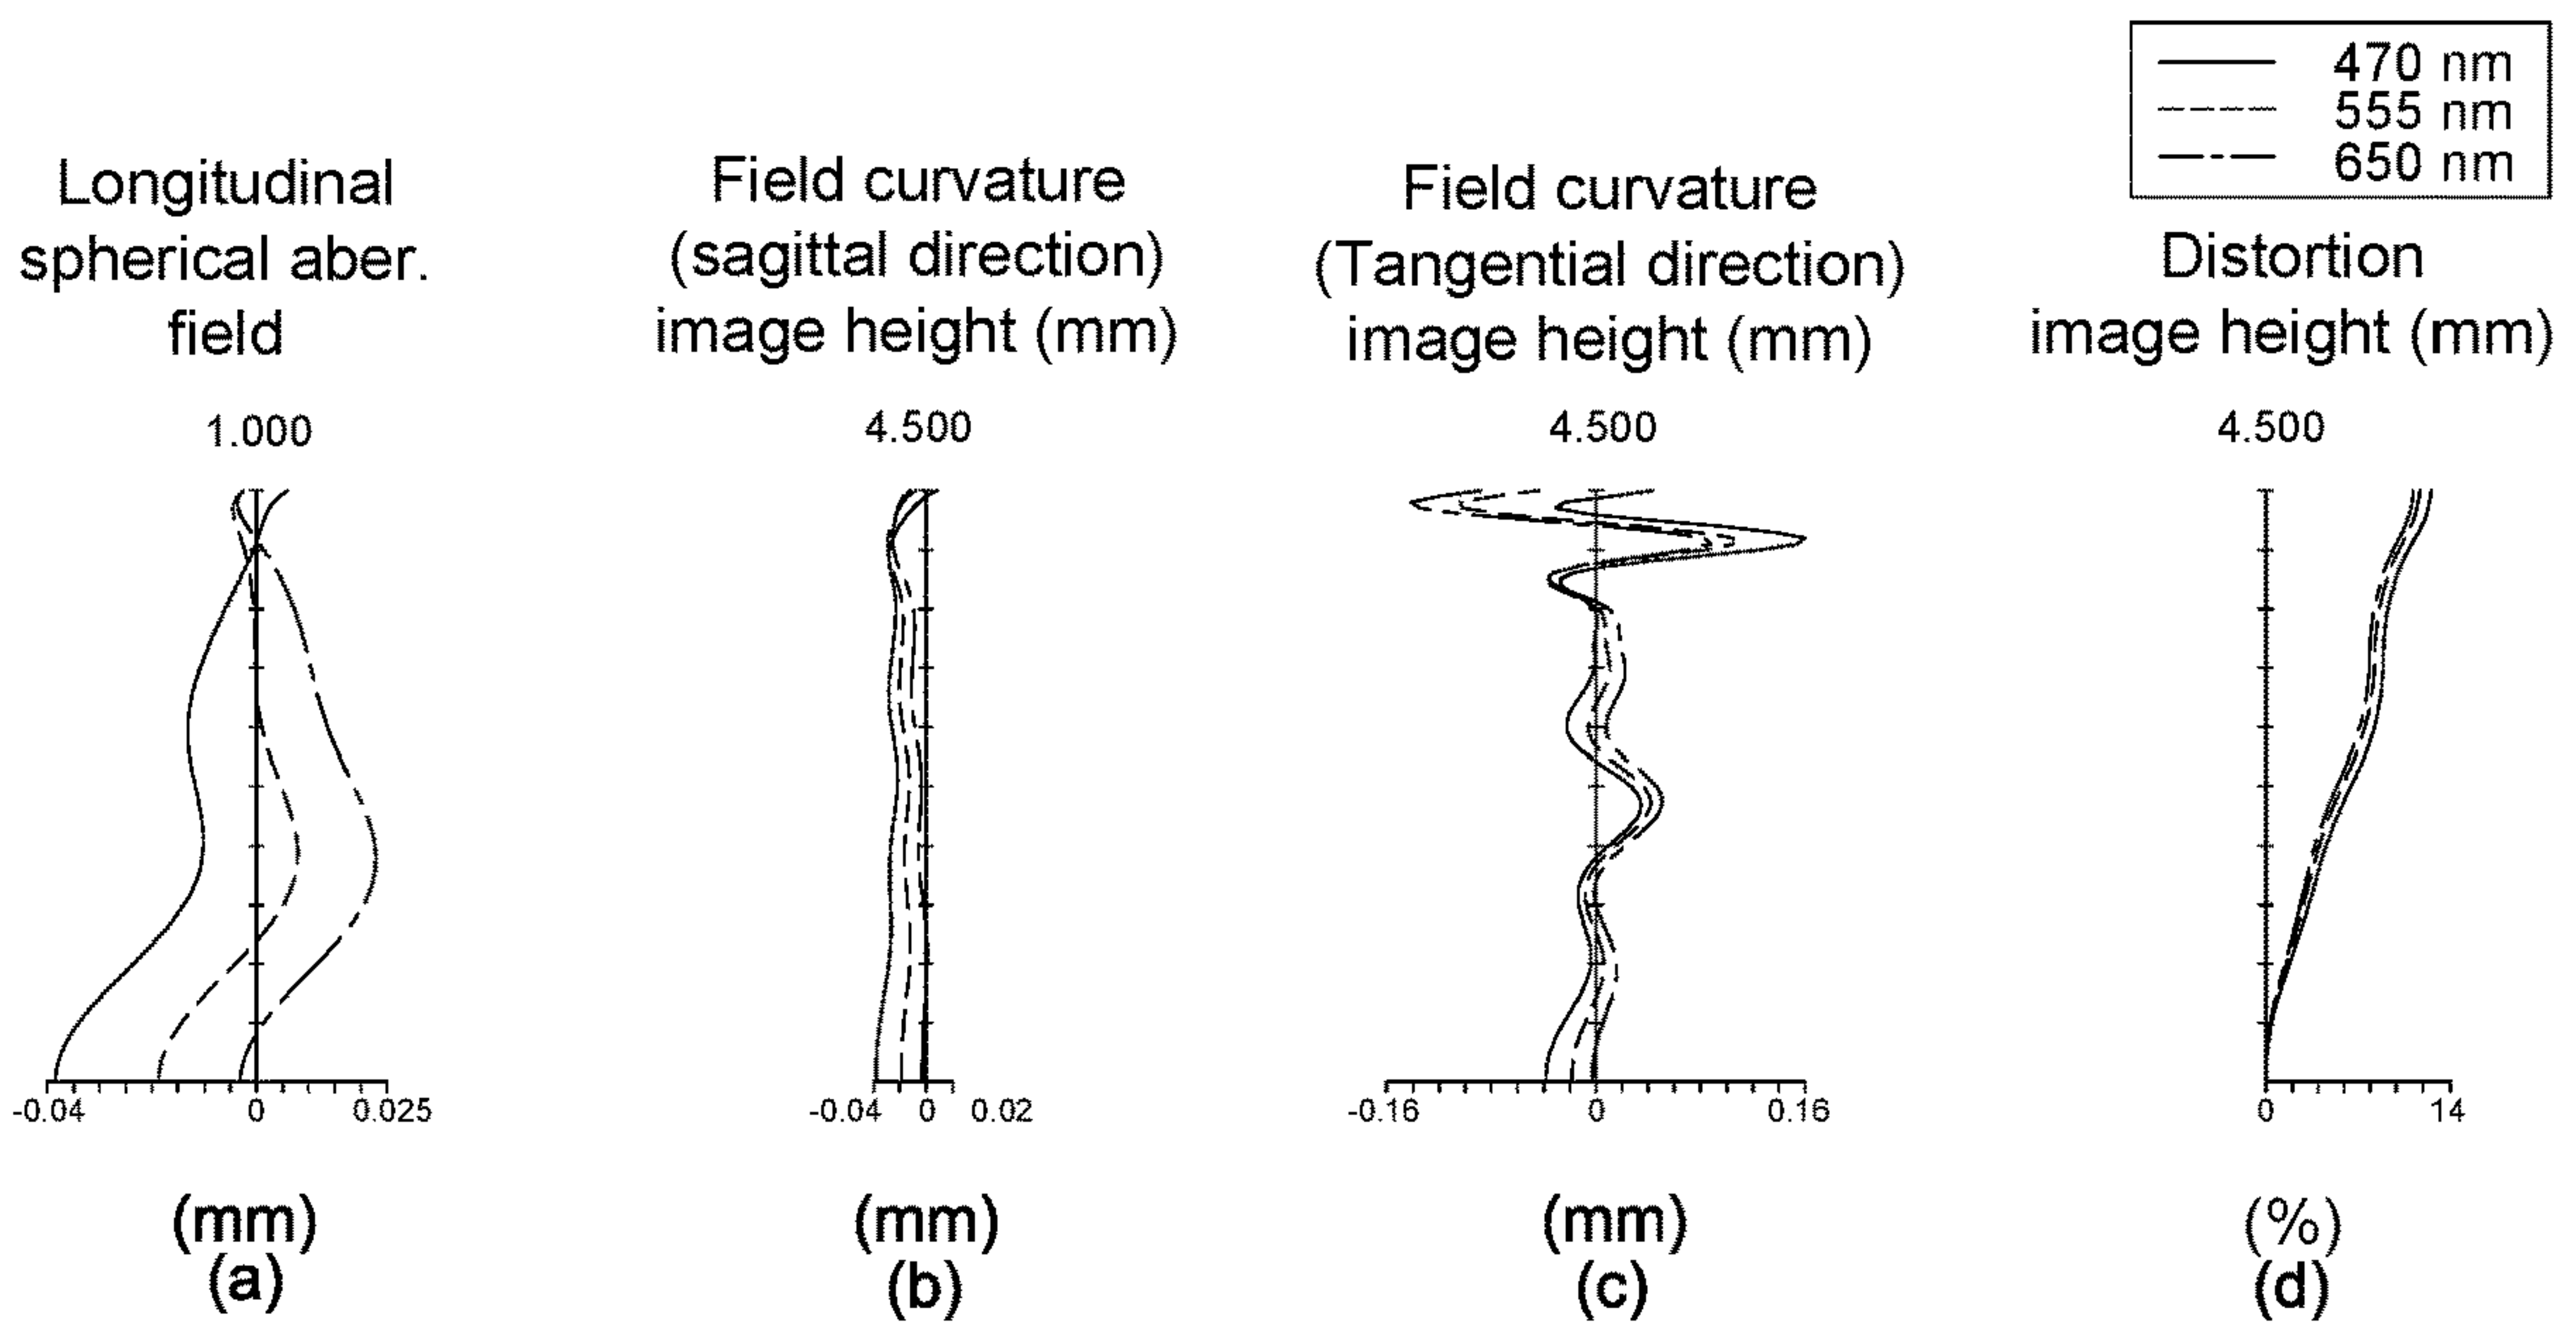 470 nm
555 nm
650 nm
Longitudinal
spherical aber.
field
1.000
-0.04 0 0.025
(mm)
(a)
Field curvature
(sagittal direction)
image height (mm)
4.500
-0.04 0 0.02
(mm)
(b)
Field curvature
(Tangential direction)
image height (mm)
4.500
-0.16 0 0.16
(mm)
(c)
Distortion
image height (mm)
4.500
0 14
(%)
(d)